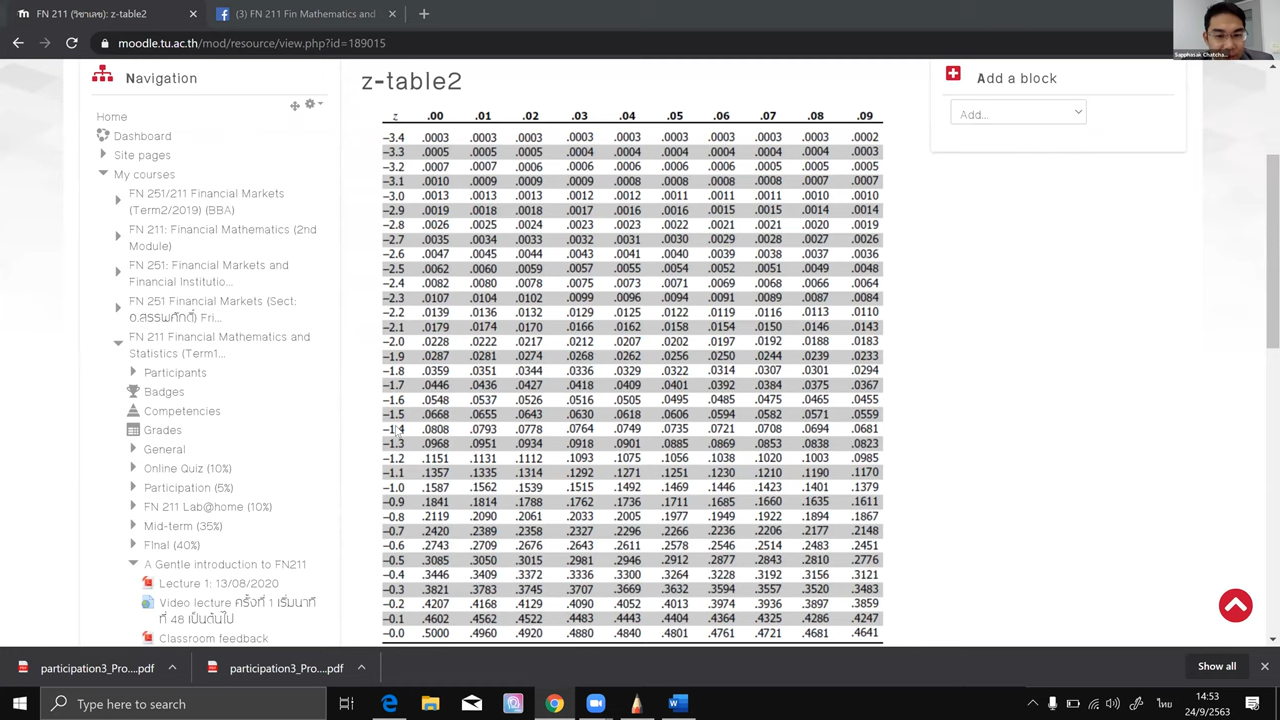 FN 211 (วิชาเลข): z-table2
(3) FN 211 Fin Mathematics and
moodle.tu.ac.th/mod/resource/view.php?id=189015
Navigation
Home
Dashboard
Site pages
My courses
FN 251/211 Financial Markets
(Term2/2019) (BBA)
FN 211: Financial Mathematics (2nd
Module)
FN 251: Financial Markets and
Financial Institutio...
FN 251 Financial Markets (Sect:
อ.สรรพศักดิ์) Fri...
FN 211 Financial Mathematics and
Statistics (Term1...
Participants
Badges
Competencies
Grades
General
Online Quiz (10%)
Participation (5%)
FN 211 Lab@home (10%)
Mid-term (35%)
FInal (40%)
A Gentle introduction to FN211
Lecture 1: 13/08/2020
Video lecture ครั้งที่ 1 เริ่มนาที
ที่ 48 เป็นต้นไป
Classroom feedback
z-table2
z .00 .01 .02 .03 .04 .05 .06 .07 .08 .09
−3.4 .0003 .0003 .0003 .0003 .0003 .0003 .0003 .0003 .0003 .0002
−3.3 .0005 .0005 .0005 .0004 .0004 .0004 .0004 .0004 .0004 .0003
−3.2 .0007 .0007 .0006 .0006 .0006 .0006 .0006 .0005 .0005 .0005
−3.1 .0010 .0009 .0009 .0009 .0008 .0008 .0008 .0008 .0007 .0007
−3.0 .0013 .0013 .0013 .0012 .0012 .0011 .0011 .0011 .0010 .0010
−2.9 .0019 .0018 .0018 .0017 .0016 .0016 .0015 .0015 .0014 .0014
−2.8 .0026 .0025 .0024 .0023 .0023 .0022 .0021 .0021 .0020 .0019
−2.7 .0035 .0034 .0033 .0032 .0031 .0030 .0029 .0028 .0027 .0026
−2.6 .0047 .0045 .0044 .0043 .0041 .0040 .0039 .0038 .0037 .0036
−2.5 .0062 .0060 .0059 .0057 .0055 .0054 .0052 .0051 .0049 .0048
−2.4 .0082 .0080 .0078 .0075 .0073 .0071 .0069 .0068 .0066 .0064
−2.3 .0107 .0104 .0102 .0099 .0096 .0094 .0091 .0089 .0087 .0084
−2.2 .0139 .0136 .0132 .0129 .0125 .0122 .0119 .0116 .0113 .0110
−2.1 .0179 .0174 .0170 .0166 .0162 .0158 .0154 .0150 .0146 .0143
−2.0 .0228 .0222 .0217 .0212 .0207 .0202 .0197 .0192 .0188 .0183
−1.9 .0287 .0281 .0274 .0268 .0262 .0256 .0250 .0244 .0239 .0233
−1.8 .0359 .0351 .0344 .0336 .0329 .0322 .0314 .0307 .0301 .0294
−1.7 .0446 .0436 .0427 .0418 .0409 .0401 .0392 .0384 .0375 .0367
−1.6 .0548 .0537 .0526 .0516 .0505 .0495 .0485 .0475 .0465 .0455
−1.5 .0668 .0655 .0643 .0630 .0618 .0606 .0594 .0582 .0571 .0559
−1.4 .0808 .0793 .0778 .0764 .0749 .0735 .0721 .0708 .0694 .0681
−1.3 .0968 .0951 .0934 .0918 .0901 .0885 .0869 .0853 .0838 .0823
−1.2 .1151 .1131 .1112 .1093 .1075 .1056 .1038 .1020 .1003 .0985
−1.1 .1357 .1335 .1314 .1292 .1271 .1251 .1230 .1210 .1190 .1170
−1.0 .1587 .1562 .1539 .1515 .1492 .1469 .1446 .1423 .1401 .1379
−0.9 .1841 .1814 .1788 .1762 .1736 .1711 .1685 .1660 .1635 .1611
−0.8 .2119 .2090 .2061 .2033 .2005 .1977 .1949 .1922 .1894 .1867
−0.7 .2420 .2389 .2358 .2327 .2296 .2266 .2236 .2206 .2177 .2148
−0.6 .2743 .2709 .2676 .2643 .2611 .2578 .2546 .2514 .2483 .2451
−0.5 .3085 .3050 .3015 .2981 .2946 .2912 .2877 .2843 .2810 .2776
−0.4 .3446 .3409 .3372 .3336 .3300 .3264 .3228 .3192 .3156 .3121
−0.3 .3821 .3783 .3745 .3707 .3669 .3632 .3594 .3557 .3520 .3483
−0.2 .4207 .4168 .4129 .4090 .4052 .4013 .3974 .3936 .3897 .3859
−0.1 .4602 .4562 .4522 .4483 .4443 .4404 .4364 .4325 .4286 .4247
−0.0 .5000 .4960 .4920 .4880 .4840 .4801 .4761 .4721 .4681 .4641
Add a block
Add...
Sapphasak Chatcha...
participation3_Pro....pdf
participation3_Pro....pdf
Show all
Type here to search
ไทย
14:53
24/9/2563